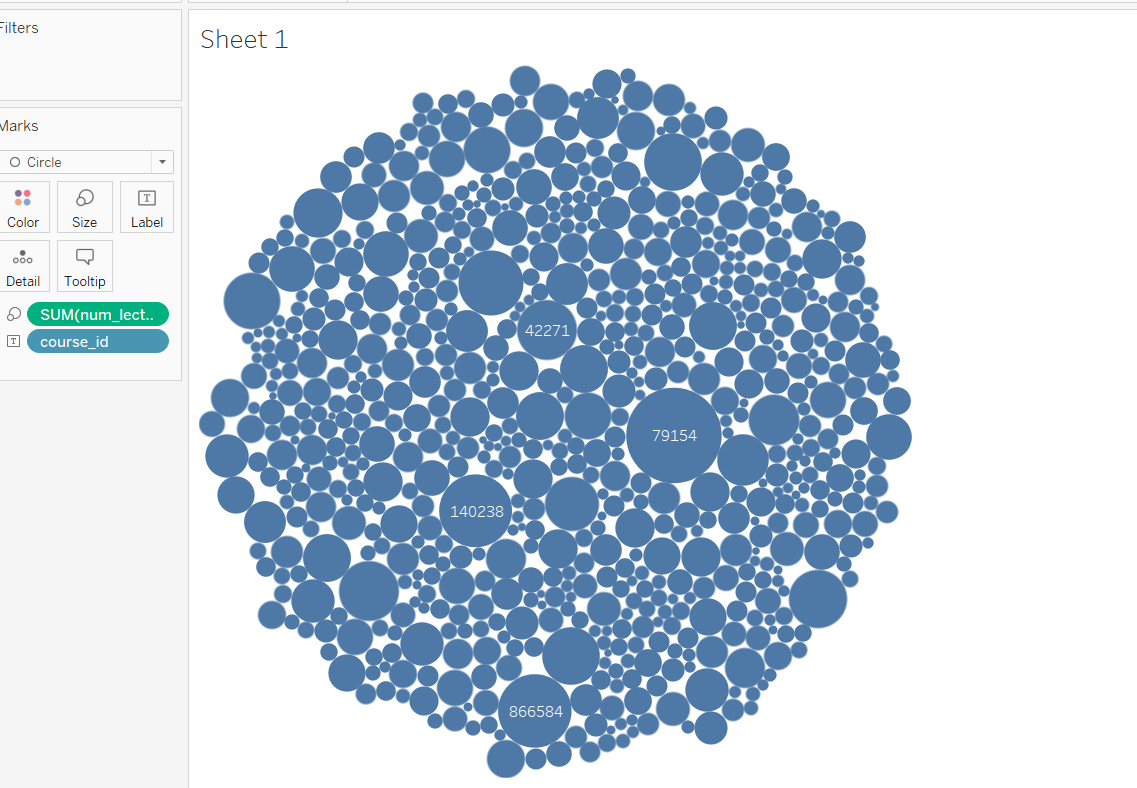 Filters
Sheet 1
Marks
Circle
Color
Size
Label
Detail
Tooltip
SUM(num_lect..
course_id
42271
79154
140238
866584